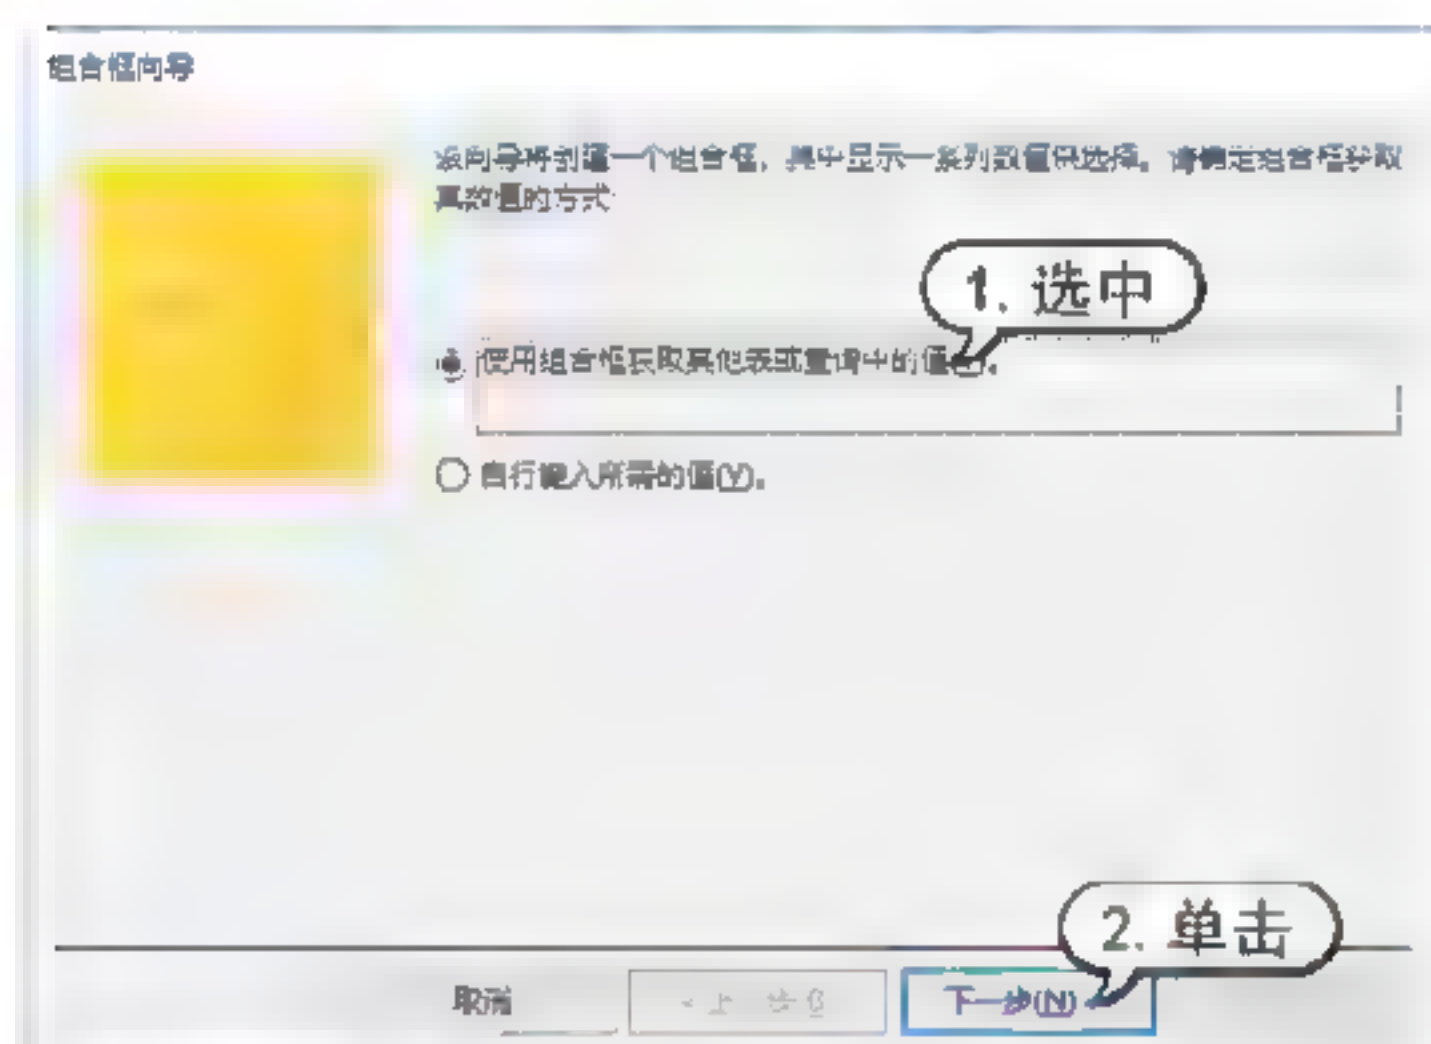 组合框向导
该向导将创建一个组合框，其中显示一系列数值供选择。请确定组合框获取
其数值的方式:
1. 选中
使用组合框获取其他表或查询中的值
自行键入所需的值(V)。
2. 单击
取消
< 上一步(B)
下一步(N)